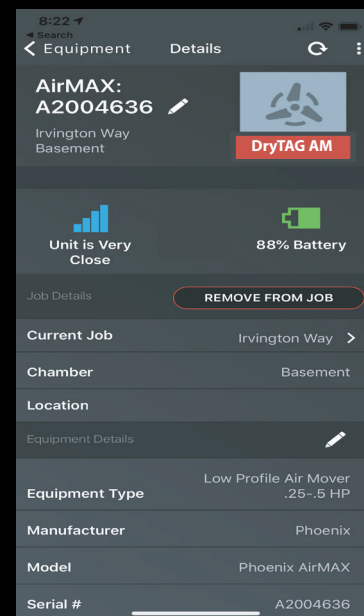 8:22
Search
Equipment
Details
AirMAX:
A2004636
Irvington Way
Basement
DryTAG AM
Unit is Very
Close
88% Battery
Job Details
REMOVE FROM JOB
Current Job
Irvington Way
Chamber
Basement
Location
Equipment Details
Equipment Type
Low Profile Air Mover
.25-.5 HP
Manufacturer
Phoenix
Model
Phoenix AirMAX
Serial #
A2004636